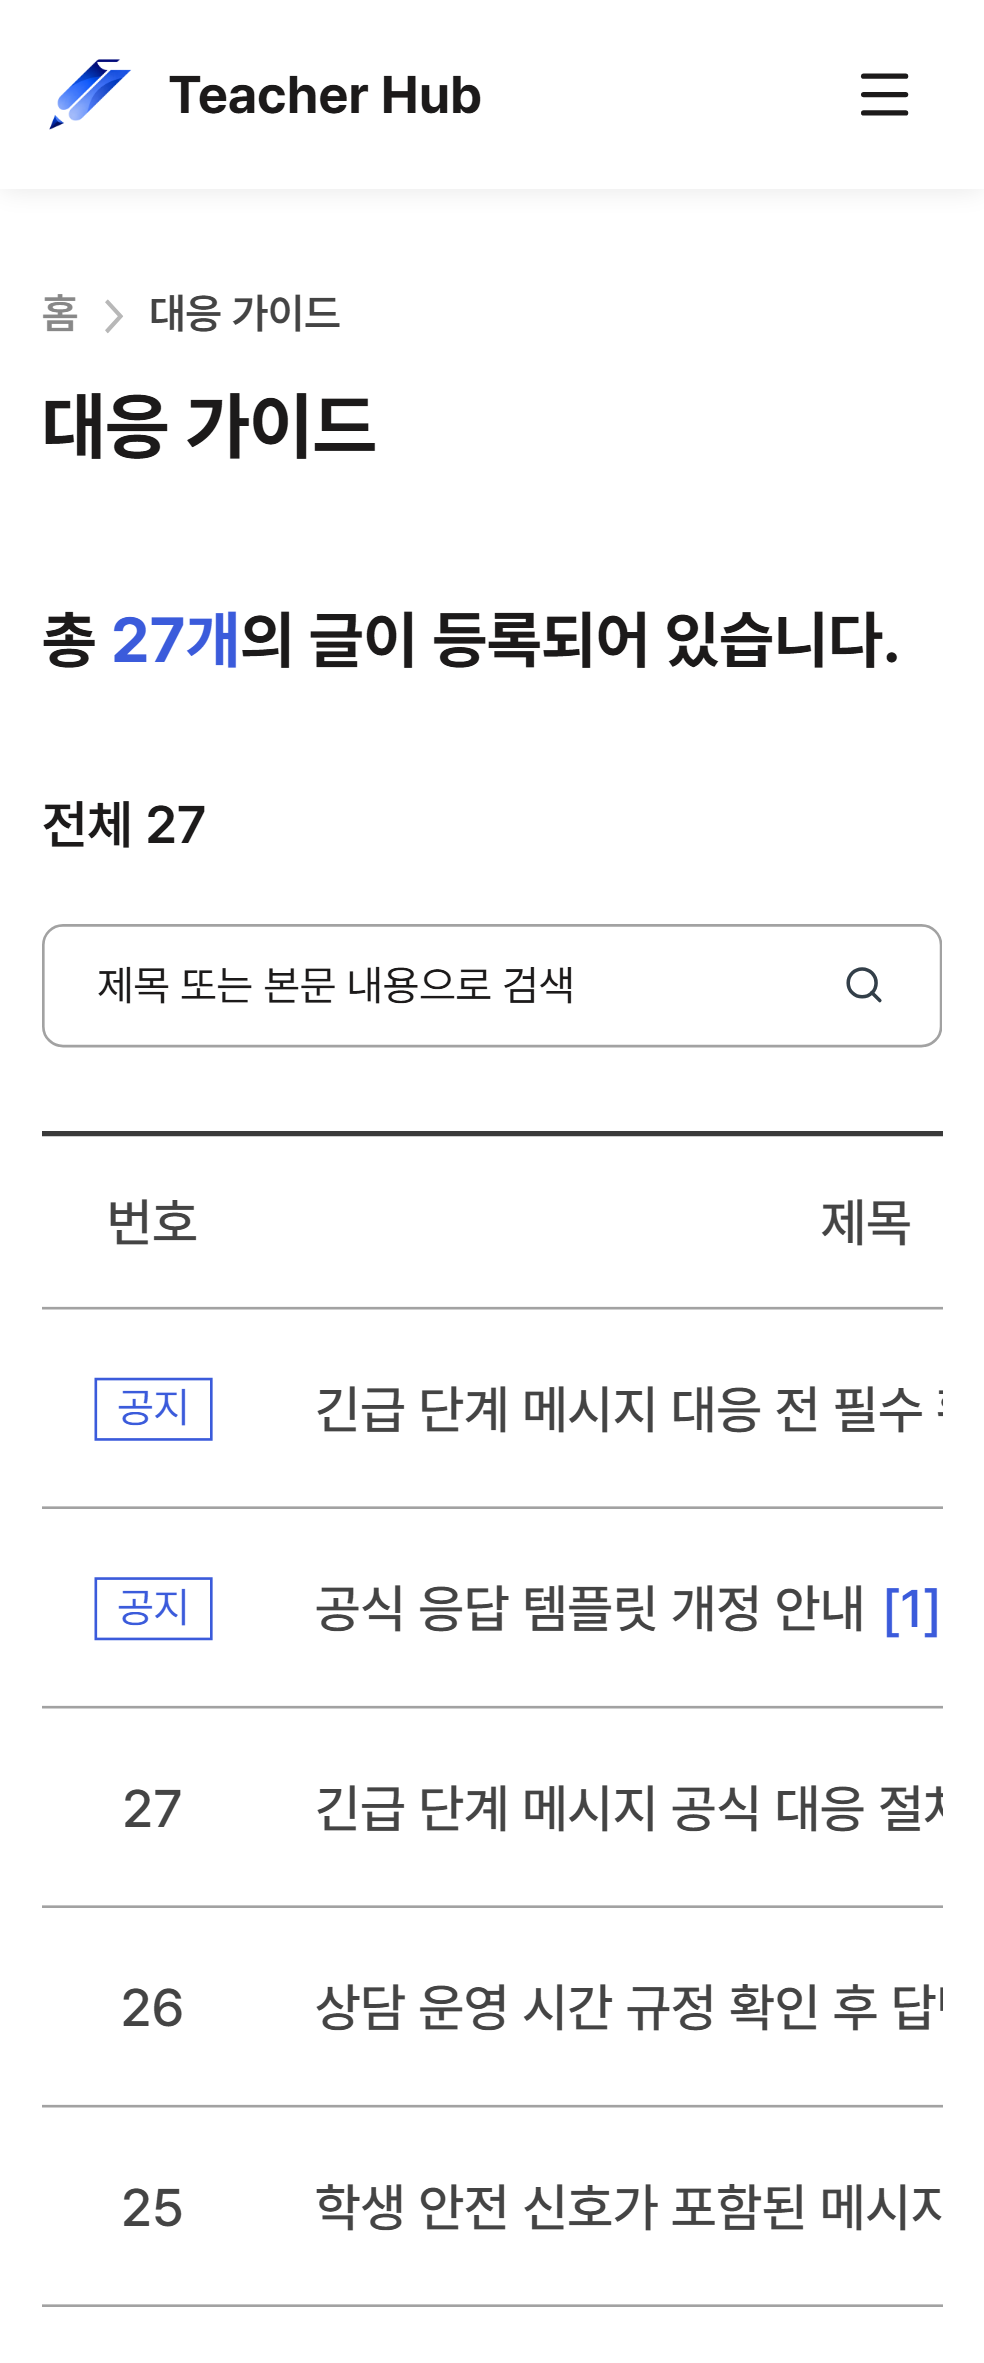 Teacher Hub
홈 > 대응 가이드
대응 가이드
총 27개의 글이 등록되어 있습니다.
전체 27
제목 또는 본문 내용으로 검색
번호 제목
공지 긴급 단계 메시지 대응 전 필수
공지 공식 응답 템플릿 개정 안내 [1]
27 긴급 단계 메시지 공식 대응
26 상담 운영 시간 규정 확인 후
25 학생 안전 신호가 포함된 메시지